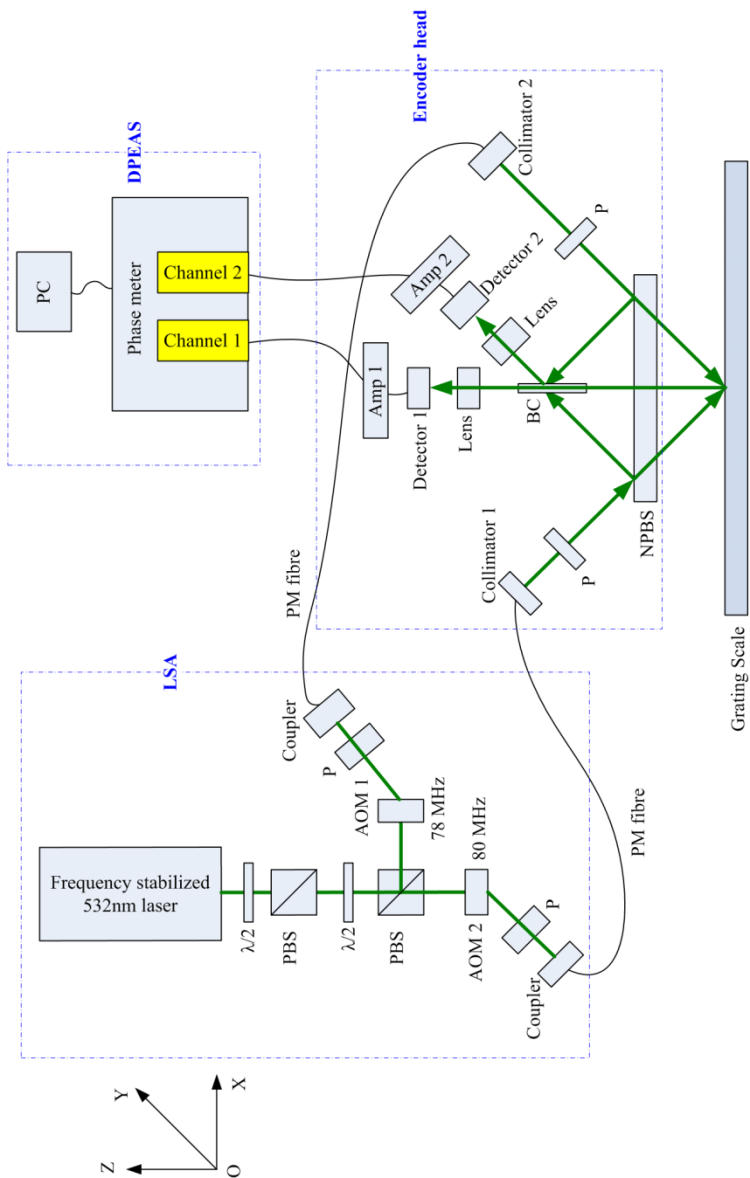 Z
Y
O
X
LSA
Frequency stabilized
532nm laser
λ/2
PBS
λ/2
PBS
AOM 1
78 MHz
P
Coupler
AOM 2
80 MHz
P
Coupler
PM fibre
PM fibre
DPEAS
PC
Phase meter
Channel 1
Channel 2
Encoder head
Amp 1
Amp 2
Detector 1
Detector 2
Lens
Lens
BC
Collimator 1
Collimator 2
P
P
NPBS
Grating Scale